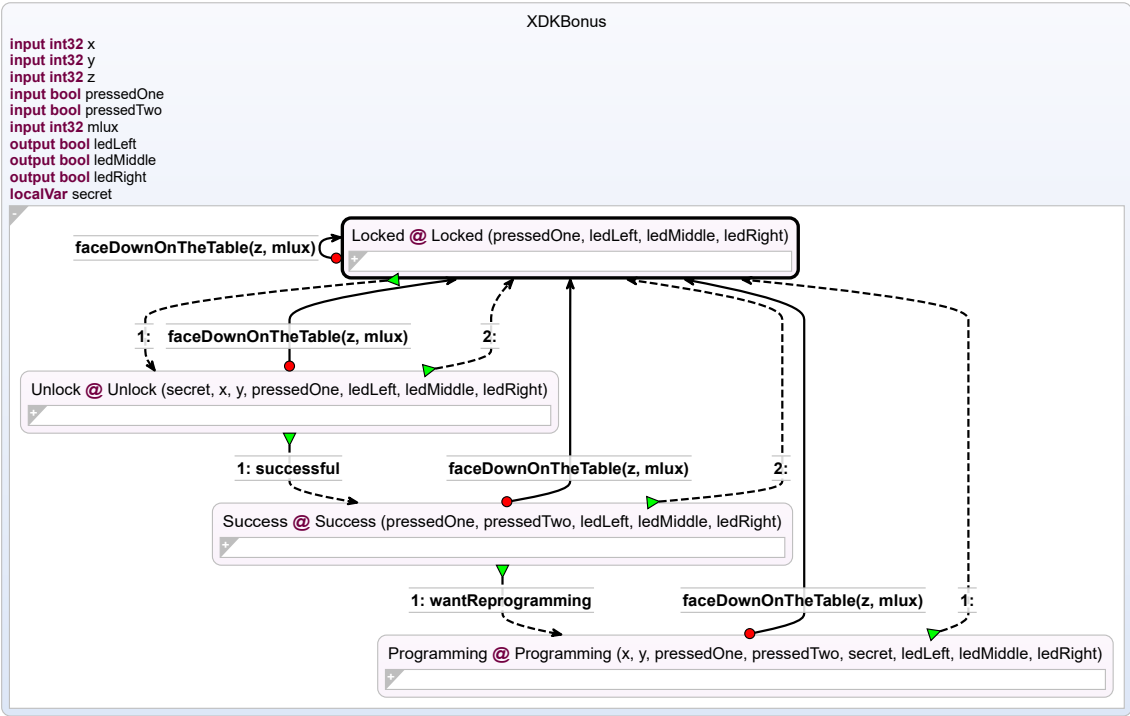 XDKBonus
input int32 x
input int32 y
input int32 z
input bool pressedOne
input bool pressedTwo
input int32 mlux
output bool ledLeft
output bool ledMiddle
output bool ledRight
localVar secret
-
Locked @ Locked (pressedOne, ledLeft, ledMiddle, ledRight)
faceDownOnTheTable(z, mlux)
+
1: faceDownOnTheTable(z, mlux) 2:
Unlock @ Unlock (secret, x, y, pressedOne, ledLeft, ledMiddle, ledRight)
+
1: successful faceDownOnTheTable(z, mlux) 2:
Success @ Success (pressedOne, pressedTwo, ledLeft, ledMiddle, ledRight)
+
1: wantReprogramming faceDownOnTheTable(z, mlux) 1:
Programming @ Programming (x, y, pressedOne, pressedTwo, secret, ledLeft, ledMiddle, ledRight)
+